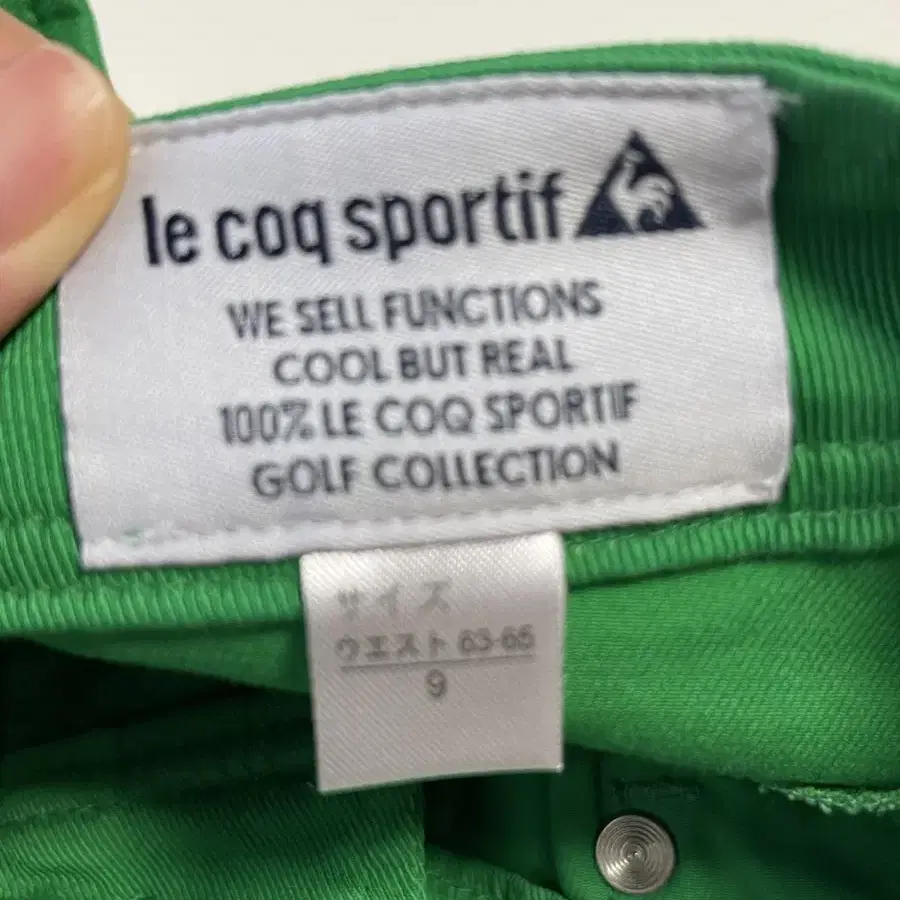 le coq sportif
WE SELL FUNCTIONS
COOL BUT REAL
100% LE COQ SPORTIF
GOLF COLLECTION
サイズ
ウエスト 63-65
9